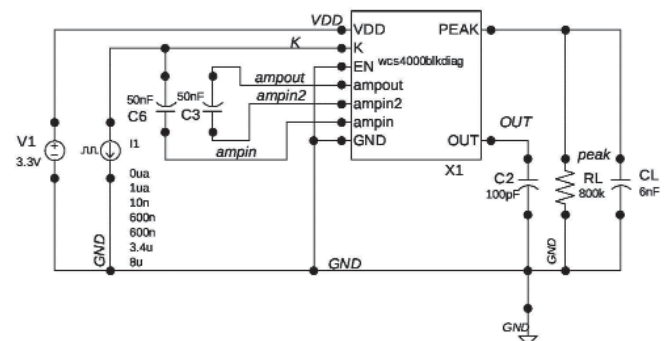 VDD
K
VDD
K
EN
ampout
ampin2
ampin
GND
wcs4000blkdiag
PEAK
OUT
X1
ampout
ampin2
ampin
50nF
C6
50nF
C3
V1
3.3V
I1
0ua
1ua
10n
600n
600n
3.4u
8u
GND
GND
OUT
C2
100pF
peak
RL
800k
CL
6nF
GND
GND